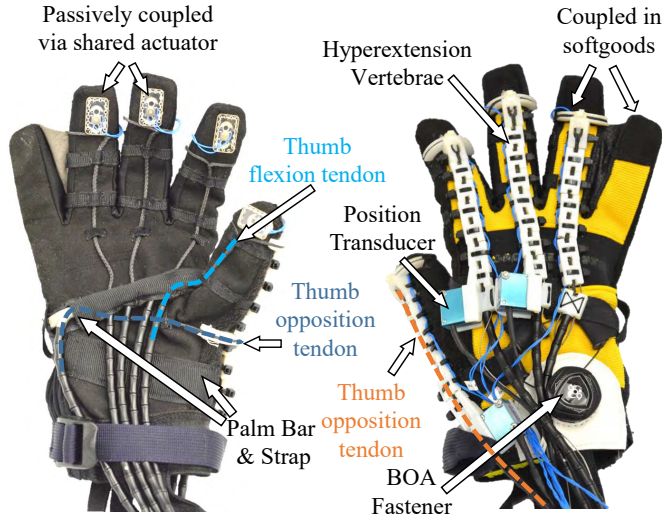 Passively coupled
via shared actuator
Thumb
flexion tendon
Thumb
opposition
tendon
Palm Bar
& Strap
Hyperextension
Vertebrae
Coupled in
softgoods
Position
Transducer
Thumb
opposition
tendon
BOA
Fastener